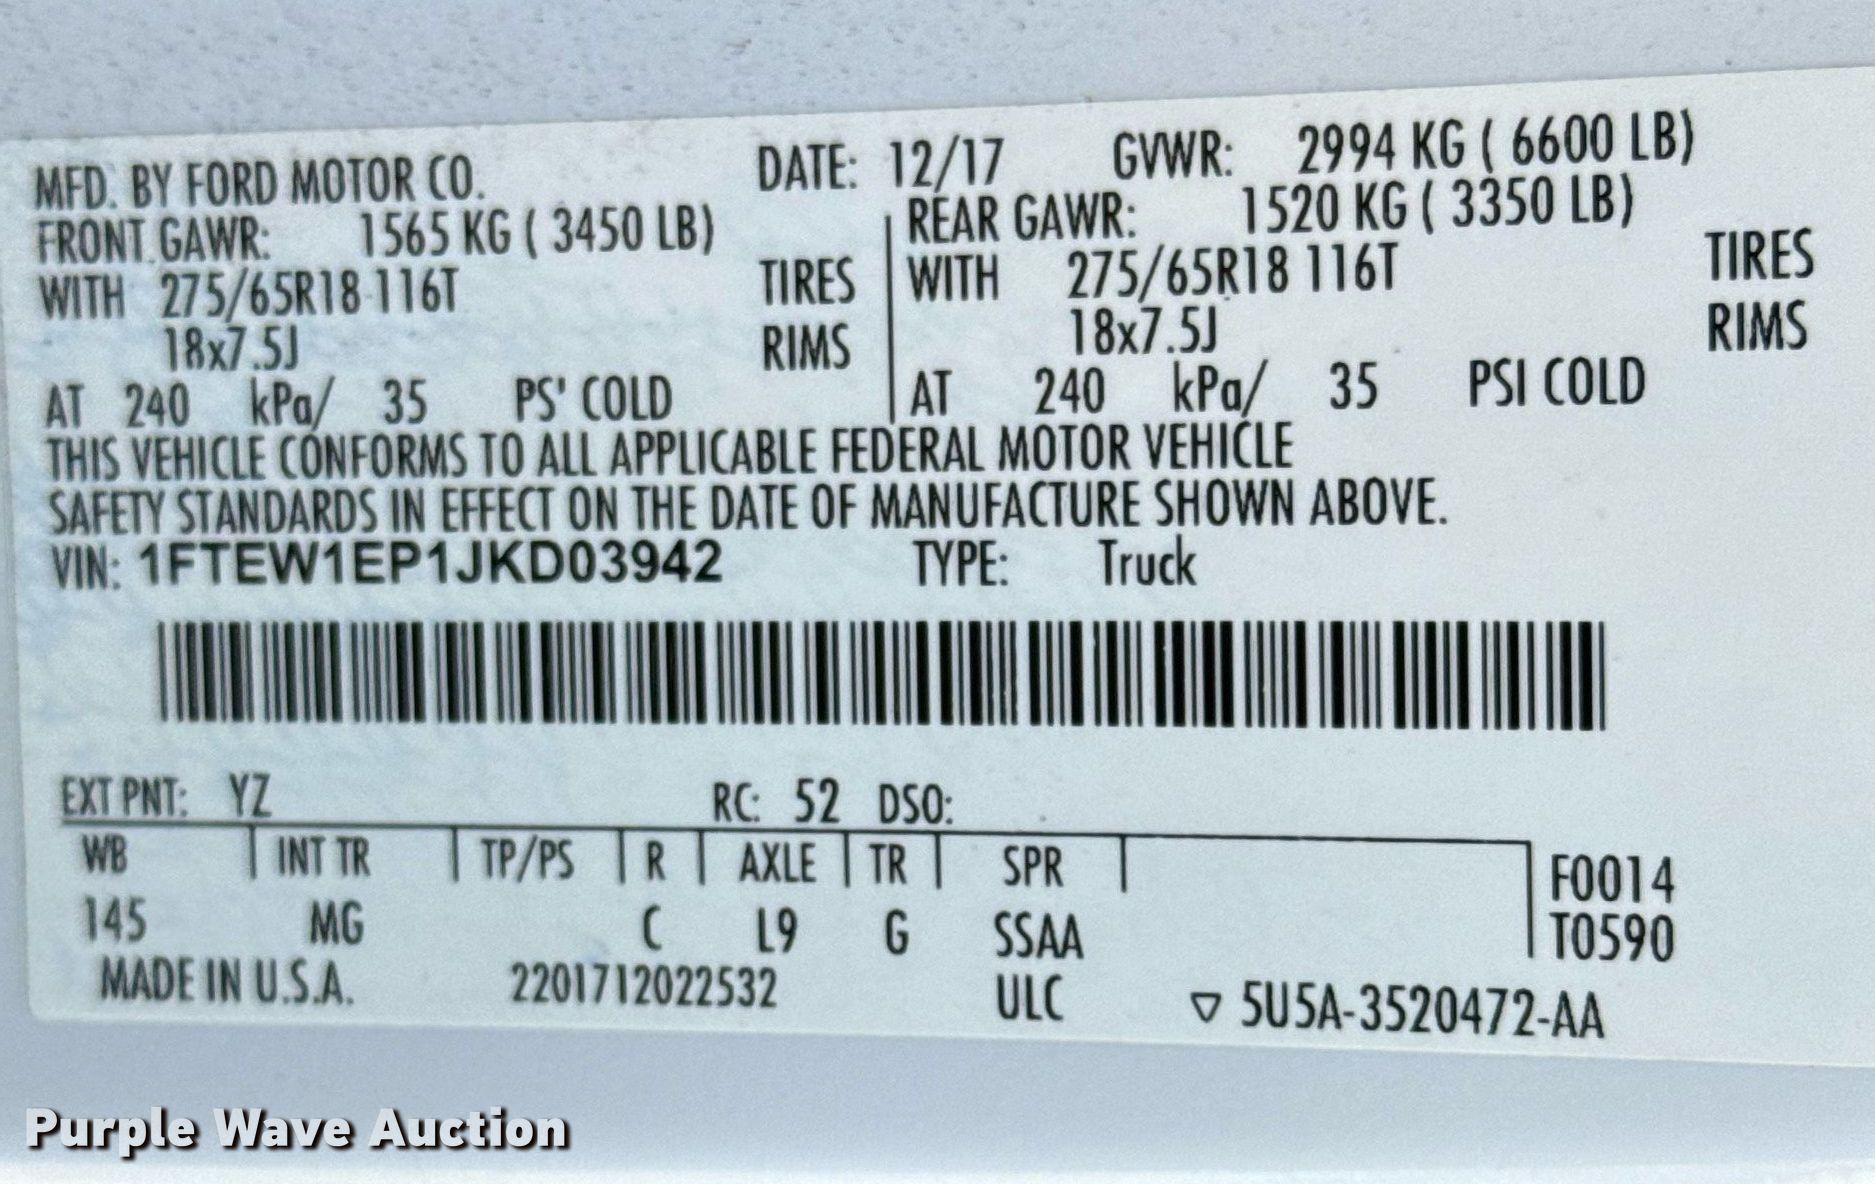 MFD. BY FORD MOTOR CO. DATE: 12/17 GVWR: 2994 KG ( 6600 LB)
FRONT GAWR: 1565 KG ( 3450 LB) REAR GAWR: 1520 KG ( 3350 LB)
WITH 275/65R18 116T TIRES WITH 275/65R18 116T TIRES
18x7.5J RIMS 18x7.5J RIMS
AT 240 kPa/ 35 PS' COLD AT 240 kPa/ 35 PSI COLD
THIS VEHICLE CONFORMS TO ALL APPLICABLE FEDERAL MOTOR VEHICLE
SAFETY STANDARDS IN EFFECT ON THE DATE OF MANUFACTURE SHOWN ABOVE.
VIN: 1FTEW1EP1JKD03942 TYPE: Truck
EXT PNT: YZ RC: 52 DSO:
WB INT TR TP/PS R AXLE TR SPR F0014
145 MG C L9 G SSAA T0590
MADE IN U.S.A. 2201712022532 ULC ▽ 5U5A-3520472-AA
Purple Wave Auction